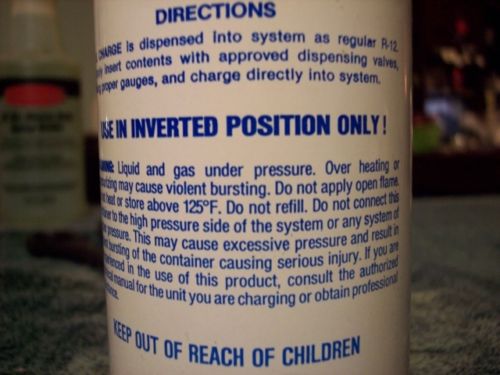 DIRECTIONS
CHARGE is dispensed into system as regular R-12.
insert contents with approved dispensing valves,
proper gauges, and charge directly into system.
USE IN INVERTED POSITION ONLY!
Liquid and gas under pressure. Over heating or
may cause violent bursting. Do not apply open flame,
heat or store above 125°F. Do not refill. Do not connect this
to the high pressure side of the system or any system of
pressure. This may cause excessive pressure and result in
bursting of the container causing serious injury. If you are
in the use of this product, consult the authorized
manual for the unit you are charging or obtain professional
KEEP OUT OF REACH OF CHILDREN